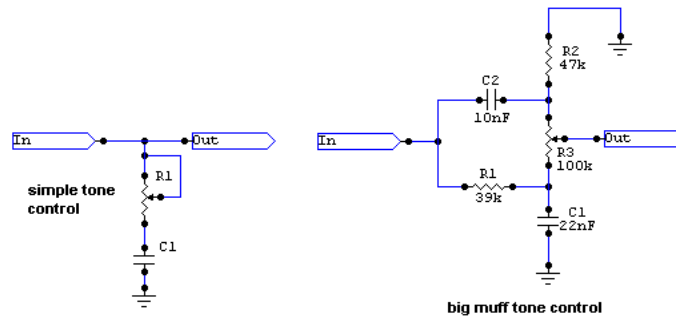 In
Out
R1
simple tone
control
C1
R2
47k
C2
10nF
In
Out
R3
100k
R1
39k
C1
22nF
big muff tone control